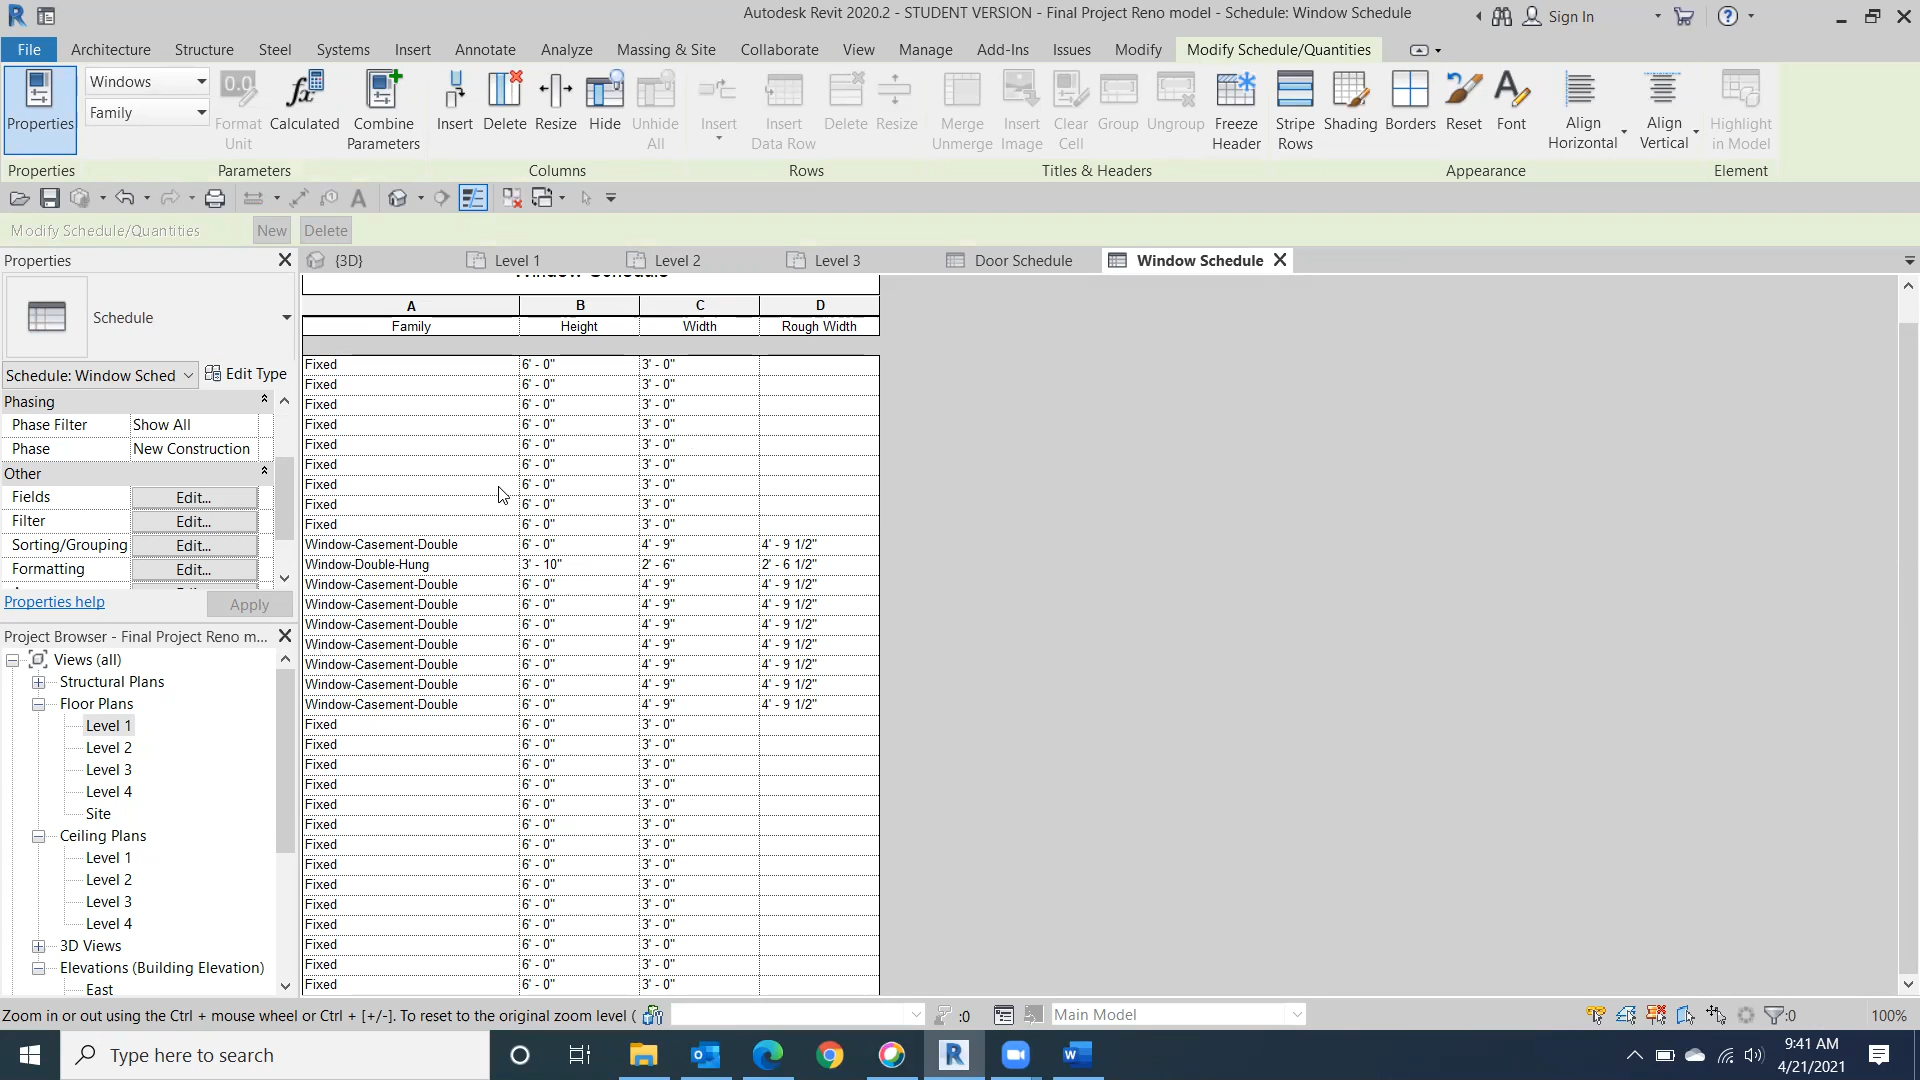 Autodesk Revit 2020.2 - STUDENT VERSION - Final Project Reno model - Schedule: Window Schedule
Sign In
File Architecture Structure Steel Systems Insert Annotate Analyze Massing & Site Collaborate View Manage Add-Ins Issues Modify Modify Schedule/Quantities
Windows
Family
Properties
Format Unit
Calculated
Combine Parameters
Insert
Delete
Resize
Hide
Unhide All
Insert
Insert Data Row
Delete
Resize
Merge Unmerge
Insert Image
Clear Cell
Group
Ungroup
Freeze Header
Stripe Rows
Shading
Borders
Reset
Font
Align Horizontal
Align Vertical
Highlight in Model
Properties Parameters Columns Rows Titles & Headers Appearance Element
Modify Schedule/Quantities New Delete
Properties
{3D} Level 1 Level 2 Level 3 Door Schedule Window Schedule
Schedule
Schedule: Window Sched Edit Type
Phasing
Phase Filter Show All
Phase New Construction
Other
Fields Edit...
Filter Edit...
Sorting/Grouping Edit...
Formatting Edit...
Properties help Apply
Project Browser - Final Project Reno m...
Views (all)
Structural Plans
Floor Plans
Level 1
Level 2
Level 3
Level 4
Site
Ceiling Plans
Level 1
Level 2
Level 3
Level 4
3D Views
Elevations (Building Elevation)
East
Window Schedule
A B C D
Family Height Width Rough Width
Fixed 6' - 0" 3' - 0"
Fixed 6' - 0" 3' - 0"
Fixed 6' - 0" 3' - 0"
Fixed 6' - 0" 3' - 0"
Fixed 6' - 0" 3' - 0"
Fixed 6' - 0" 3' - 0"
Fixed 6' - 0" 3' - 0"
Fixed 6' - 0" 3' - 0"
Fixed 6' - 0" 3' - 0"
Window-Casement-Double 6' - 0" 4' - 9" 4' - 9 1/2"
Window-Double-Hung 3' - 10" 2' - 6" 2' - 6 1/2"
Window-Casement-Double 6' - 0" 4' - 9" 4' - 9 1/2"
Window-Casement-Double 6' - 0" 4' - 9" 4' - 9 1/2"
Window-Casement-Double 6' - 0" 4' - 9" 4' - 9 1/2"
Window-Casement-Double 6' - 0" 4' - 9" 4' - 9 1/2"
Window-Casement-Double 6' - 0" 4' - 9" 4' - 9 1/2"
Window-Casement-Double 6' - 0" 4' - 9" 4' - 9 1/2"
Window-Casement-Double 6' - 0" 4' - 9" 4' - 9 1/2"
Fixed 6' - 0" 3' - 0"
Fixed 6' - 0" 3' - 0"
Fixed 6' - 0" 3' - 0"
Fixed 6' - 0" 3' - 0"
Fixed 6' - 0" 3' - 0"
Fixed 6' - 0" 3' - 0"
Fixed 6' - 0" 3' - 0"
Fixed 6' - 0" 3' - 0"
Fixed 6' - 0" 3' - 0"
Fixed 6' - 0" 3' - 0"
Fixed 6' - 0" 3' - 0"
Fixed 6' - 0" 3' - 0"
Fixed 6' - 0" 3' - 0"
Fixed 6' - 0" 3' - 0"
Zoom in or out using the Ctrl + mouse wheel or Ctrl + [+/-]. To reset to the original zoom level ( :0 Main Model :0 100%
Type here to search
9:41 AM
4/21/2021